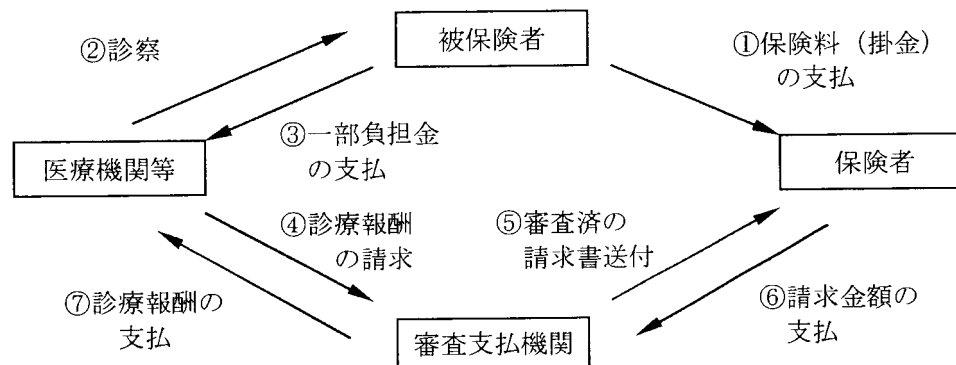 被保険者
②診察
①保険料（掛金）
の支払
③一部負担金
の支払
医療機関等
保険者
④診療報酬
の請求
⑤審査済の
請求書送付
⑦診療報酬の
支払
⑥請求金額の
支払
審査支払機関